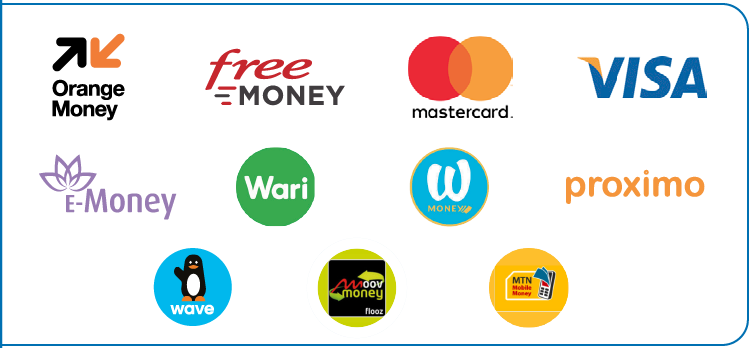 Orange
Money
free
MONEY
mastercard.
VISA
E-Money
Wari
W
MONEY
proximo
wave
moov
money
flooz
MTN
Mobile
Money